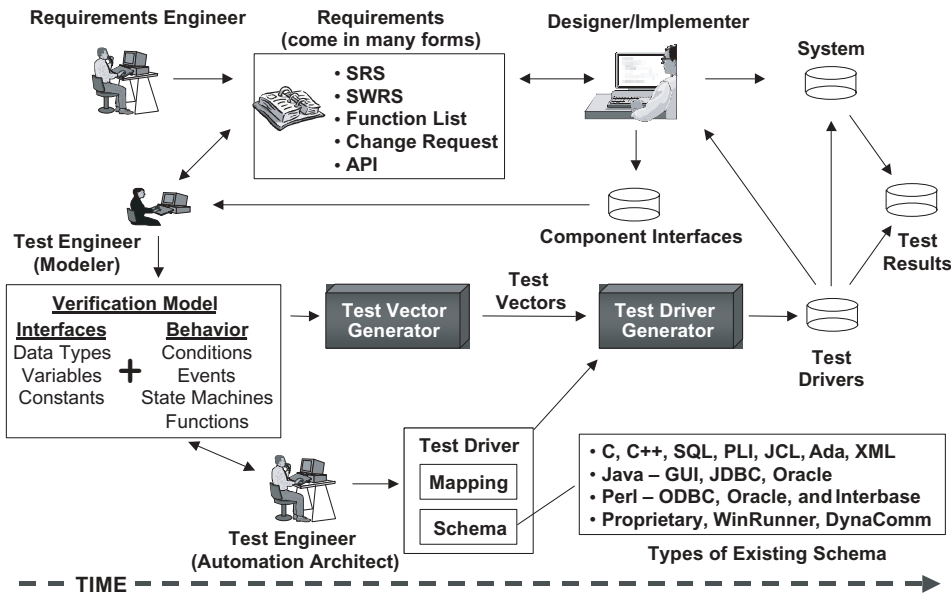 Requirements Engineer
Requirements
(come in many forms)
• SRS
• SWRS
• Function List
• Change Request
• API
Designer/Implementer
System
Test Engineer
(Modeler)
Component Interfaces
Test
Results
Verification Model
Interfaces
Data Types
Variables
Constants
+
Behavior
Conditions
Events
State Machines
Functions
Test Vector
Generator
Test
Vectors
Test Driver
Generator
Test
Drivers
Test Engineer
(Automation Architect)
Test Driver
Mapping
Schema
• C, C++, SQL, PLI, JCL, Ada, XML
• Java – GUI, JDBC, Oracle
• Perl – ODBC, Oracle, and Interbase
• Proprietary, WinRunner, DynaComm
Types of Existing Schema
TIME